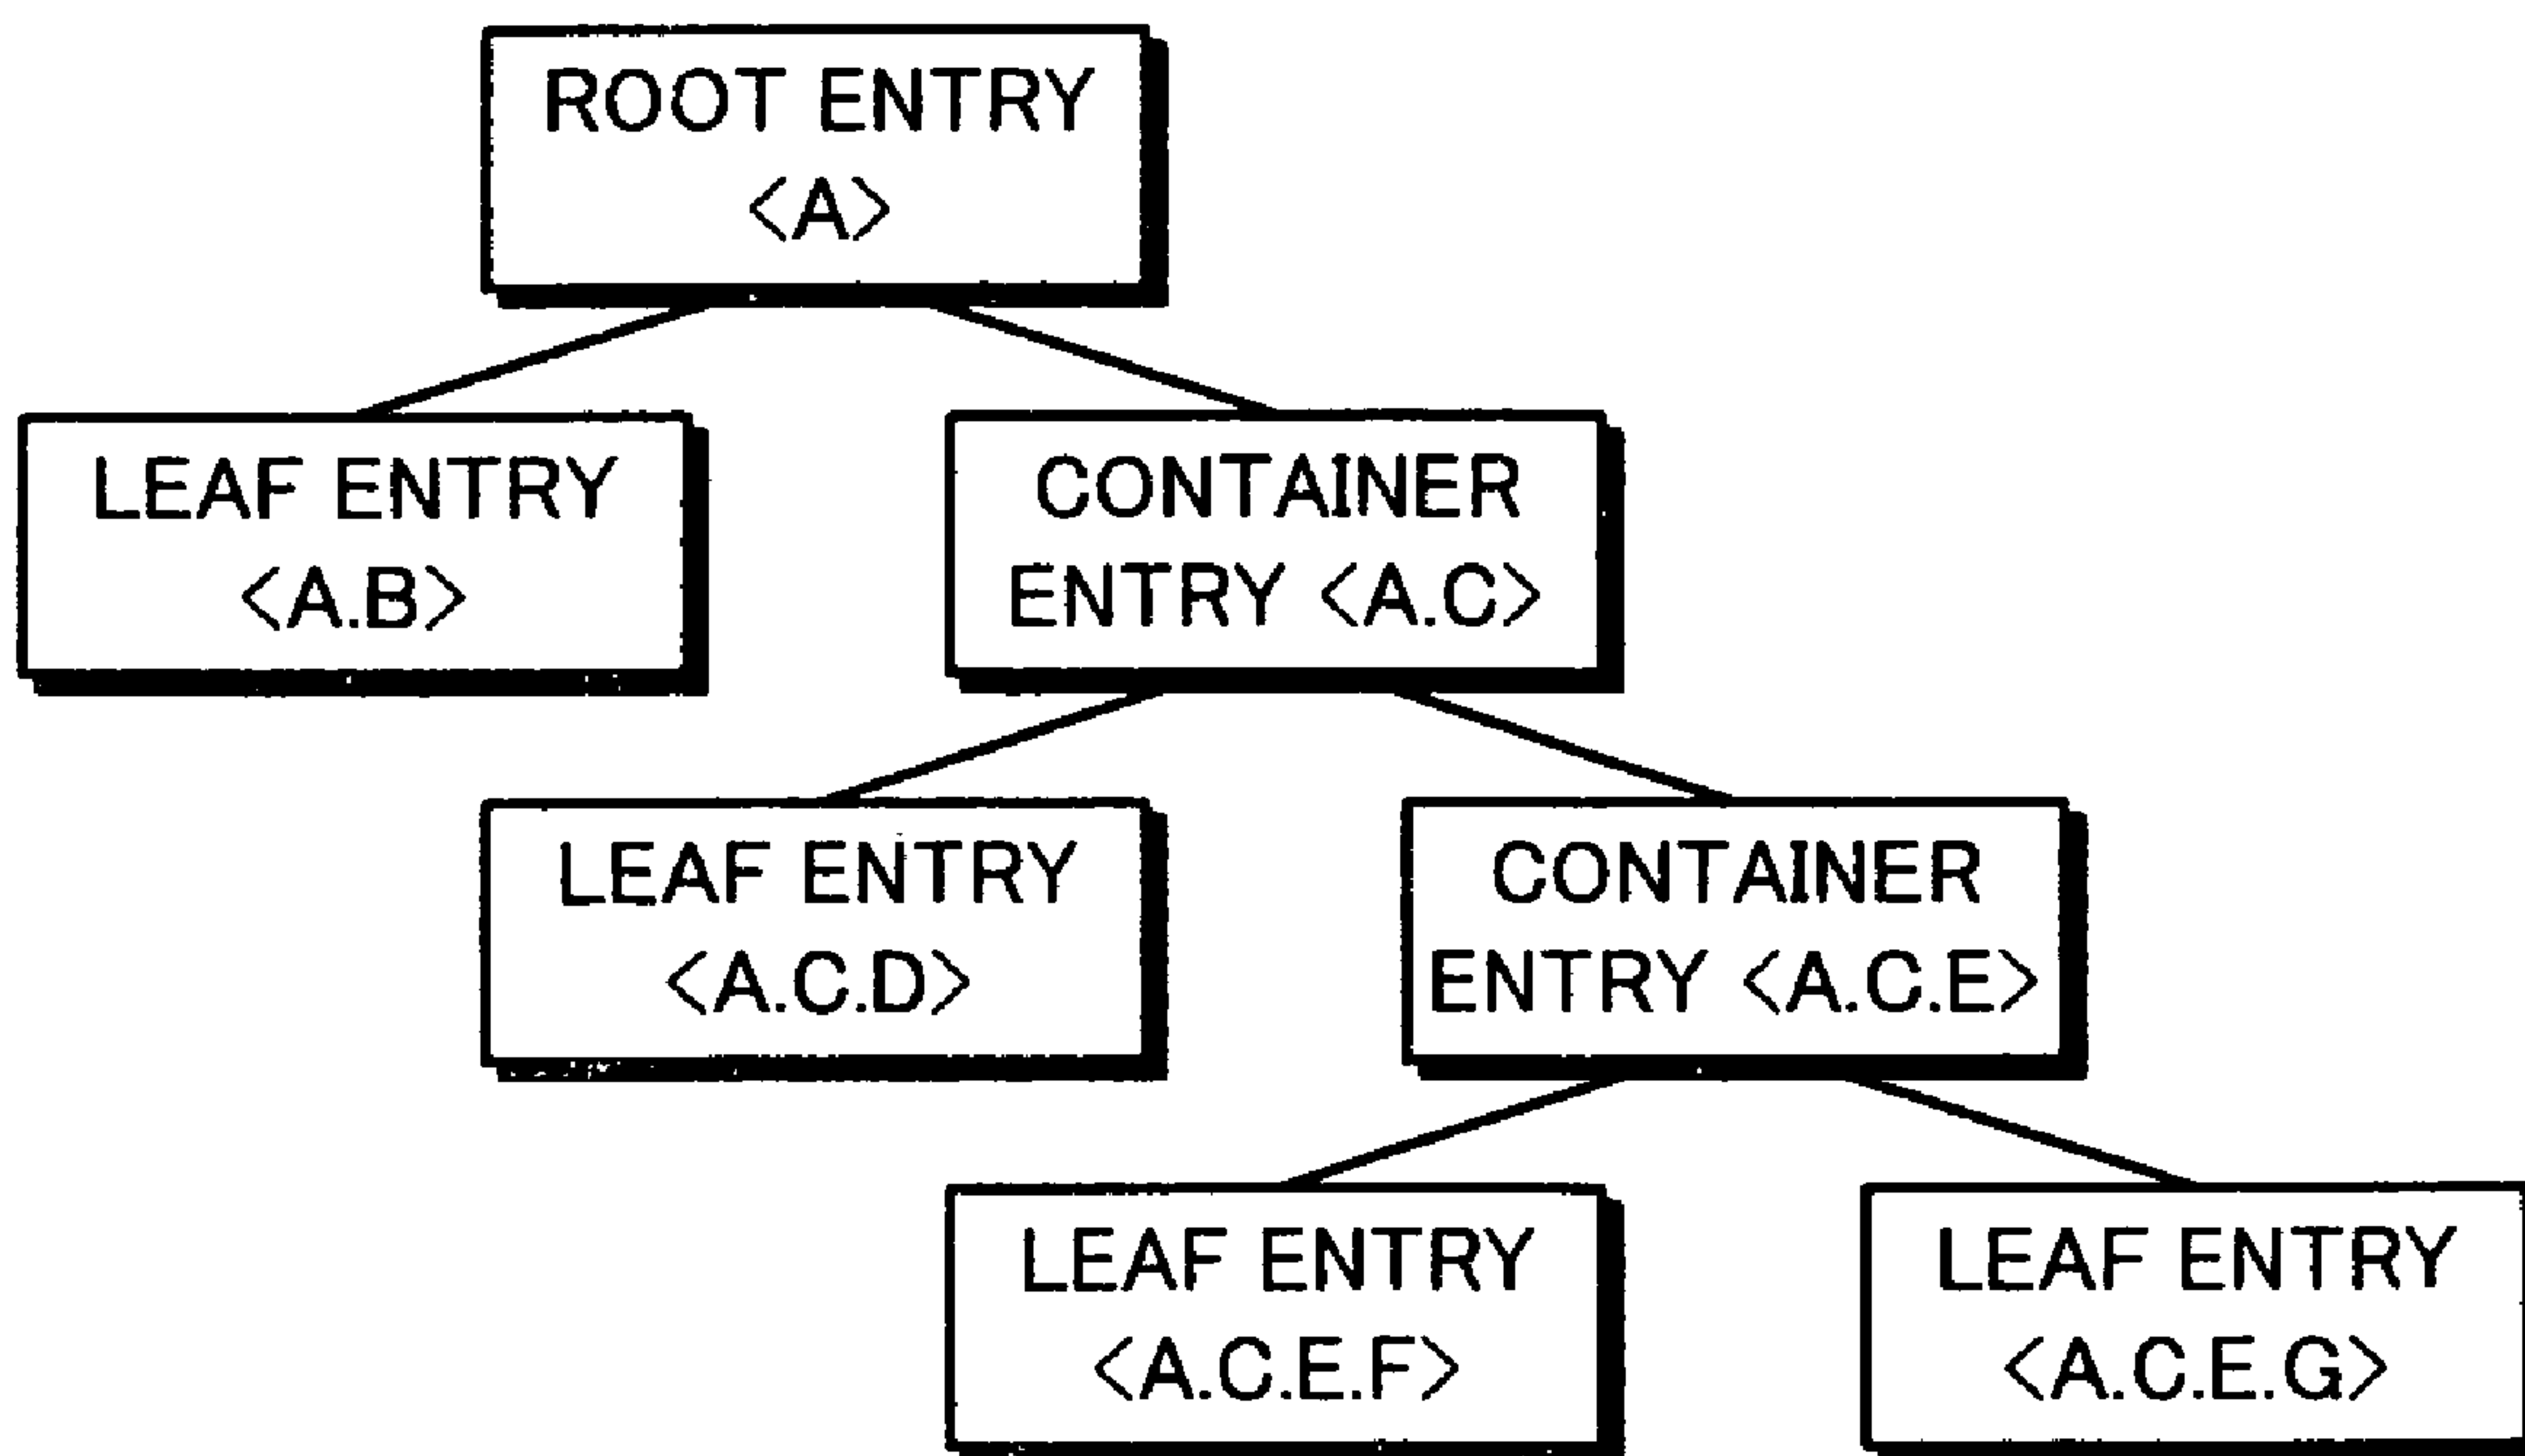 ROOT ENTRY
<A>
LEAF ENTRY
<A.B>
CONTAINER
ENTRY <A.C>
LEAF ENTRY
<A.C.D>
CONTAINER
ENTRY <A.C.E>
LEAF ENTRY
<A.C.E.F>
LEAF ENTRY
<A.C.E.G>